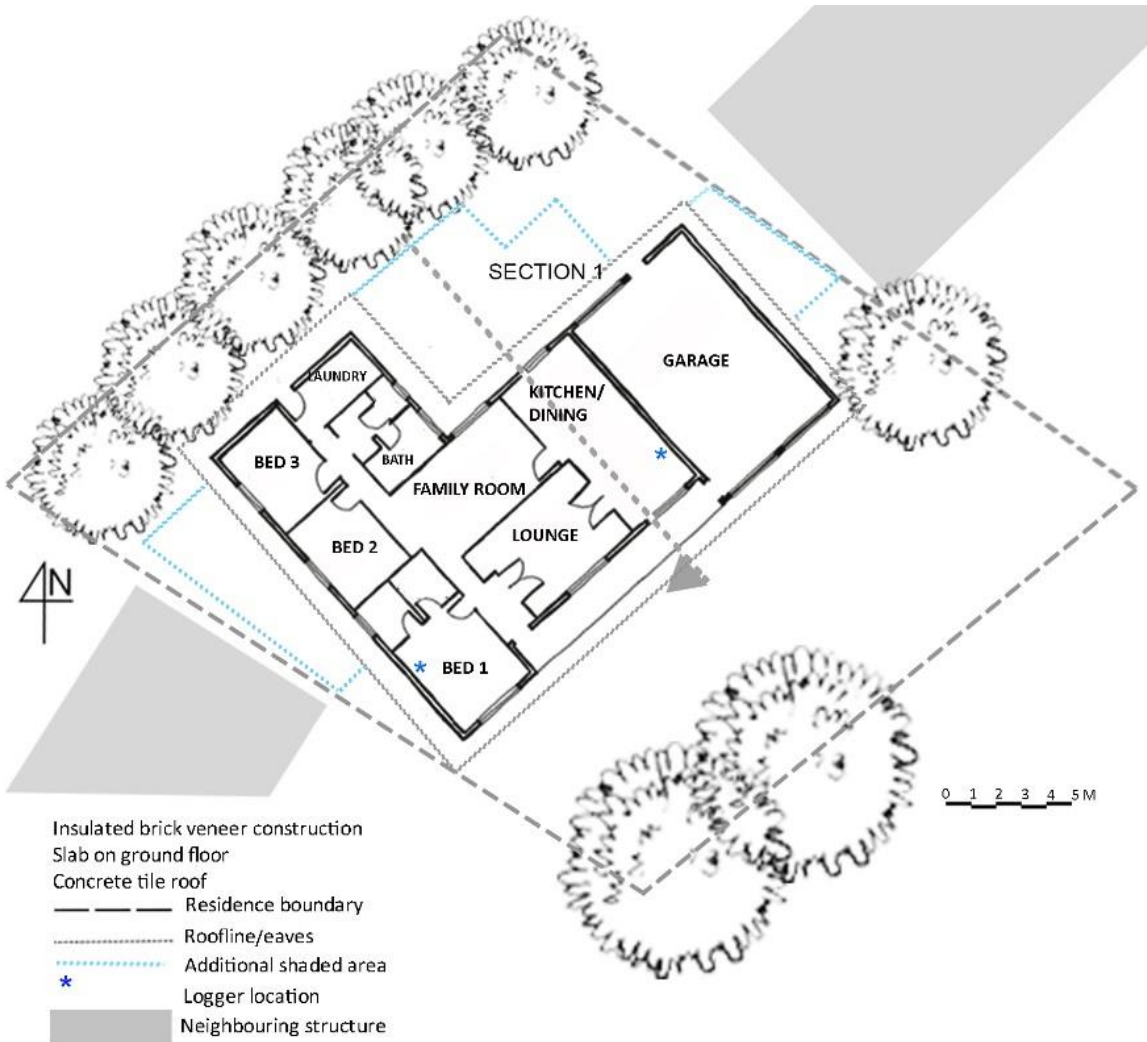 SECTION 1
GARAGE
LAUNDRY
KITCHEN/
DINING
BED 3
BATH
FAMILY ROOM
LOUNGE
BED 2
N
BED 1
0 1 2 3 4 5 M
Insulated brick veneer construction
Slab on ground floor
Concrete tile roof
Residence boundary
Roofline/eaves
Additional shaded area
* Logger location
Neighbouring structure